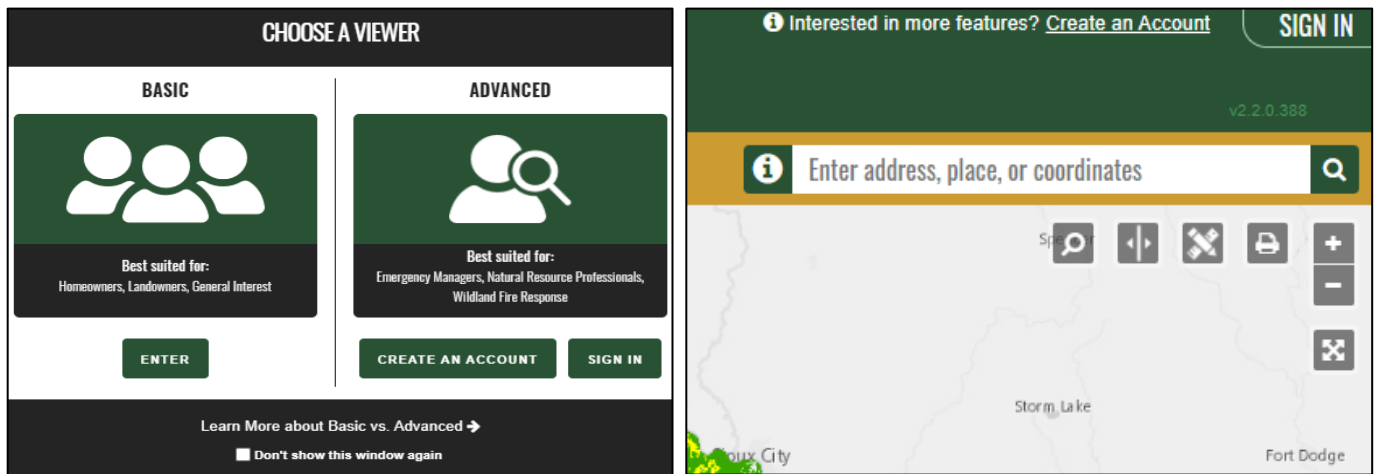 CHOOSE A VIEWER
BASIC
Best suited for:
Homeowners, Landowners, General Interest
ENTER
ADVANCED
Best suited for:
Emergency Managers, Natural Resource Professionals,
Wildland Fire Response
CREATE AN ACCOUNT
SIGN IN
Learn More about Basic vs. Advanced →
Don't show this window again
Interested in more features? Create an Account
SIGN IN
v2.2.0.388
Enter address, place, or coordinates
Storm Lake
City
Fort Dodge